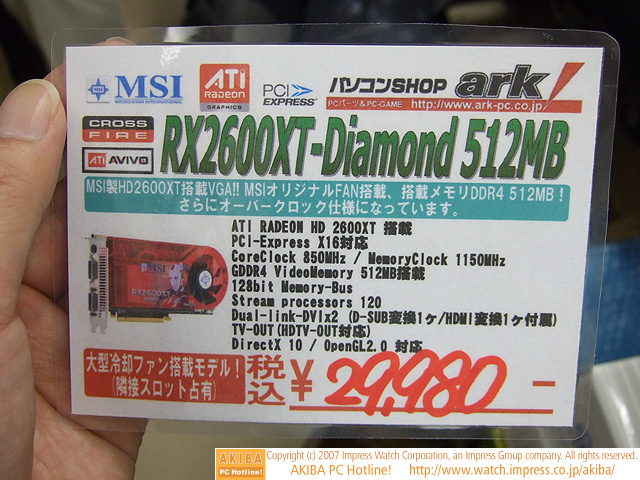 MSI
MICRO-STAR INTERNATIONAL
ATI
RADEON
GRAPHICS
PCI
EXPRESS
パソコンSHOP ark!
PCパーツ&PC-GAME http://www.ark-pc.co.jp/
CROSS
FIRE
ATI AVIVO
RX2600XT-Diamond 512MB
MSI製HD2600XT搭載VGA!! MSIオリジナルFAN搭載、搭載メモリDDR4 512MB!
さらにオーバークロック仕様になっています。
ATI RADEON HD 2600XT 搭載
PCI-Express X16対応
CoreClock 850MHz / MemoryClock 1150MHz
GDDR4 VideoMemory 512MB搭載
128bit Memory-Bus
Stream processors 120
Dual-link-DVIx2 (D-SUB変換1ヶ/HDMI変換1ヶ付属)
TV-OUT(HDTV-OUT対応)
DirectX 10 / OpenGL2.0 対応
MSI
RX2600XT
大型冷却ファン搭載モデル!
(隣接スロット占有)
税込 ¥29,980-
AKIBA
PC Hotline!
Copyright (c) 2007 Impress Watch Corporation, an Impress Group company. All rights reserved.
AKIBA PC Hotline! http://www.watch.impress.co.jp/akiba/